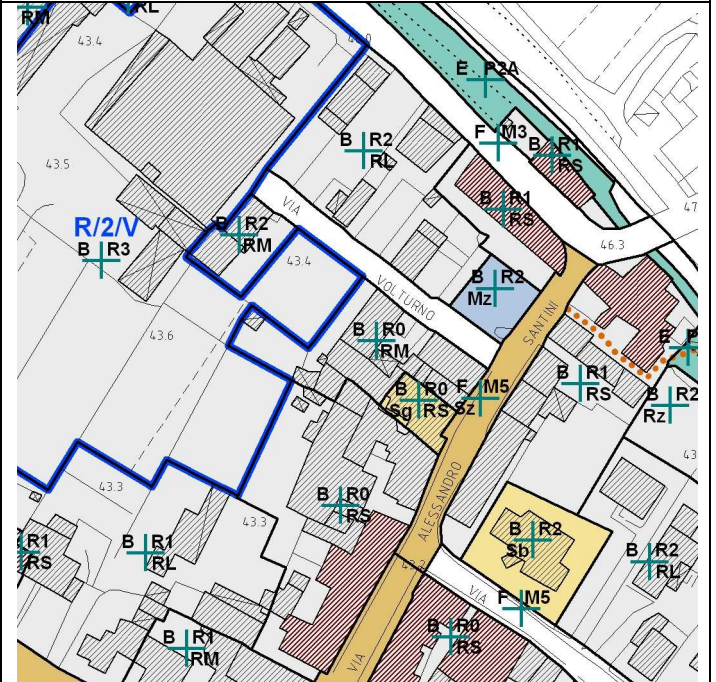 RM
RL
43.4
E P2A
F M3
B R1
RS
B R2
RL
43.5
B R1
RS
VIA
R/2/V
B R2
RM
46.3
B R3
43.4
B R2
Mz
VOLTURNO
SANTINI
43.6
B R0
RM
B R1
RS
B R0
Sg RS
F M5
Sz
B R2
Rz
43.3
ALESSANDRO
B R0
RS
43.3
B R2
Sb
R1
RS
B R1
RL
B R2
RL
VIA
F M5
B R1
RM
B R0
RS
VIA